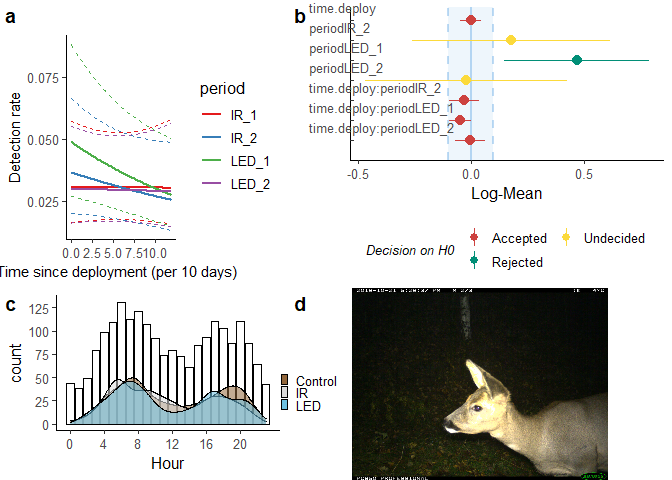 a
0.075
0.050
0.025
Detection rate
0.0 2.5 5.0 7.5 10.0
Time since deployment (per 10 days)
period
IR_1
IR_2
LED_1
LED_2
b
time.deploy
periodIR_2
periodLED_1
periodLED_2
time.deploy:periodIR_2
time.deploy:periodLED_1
time.deploy:periodLED_2
-0.5 0.0 0.5
Log-Mean
Decision on H0
Accepted
Undecided
Rejected
c
125
100
75
50
25
0
count
0 4 8 12 16 20
Hour
Control
IR
LED
d
PC850 PROFESSIONAL